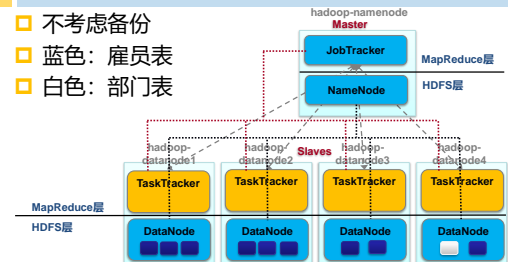 不考虑备份
蓝色：雇员表
白色：部门表
hadoop-namenode
Master
JobTracker
MapReduce层
HDFS层
NameNode
Slaves
hadoop-datanode1
hadoop-datanode2
hadoop-datanode3
hadoop-datanode4
TaskTracker
TaskTracker
TaskTracker
TaskTracker
MapReduce层
HDFS层
DataNode
DataNode
DataNode
DataNode